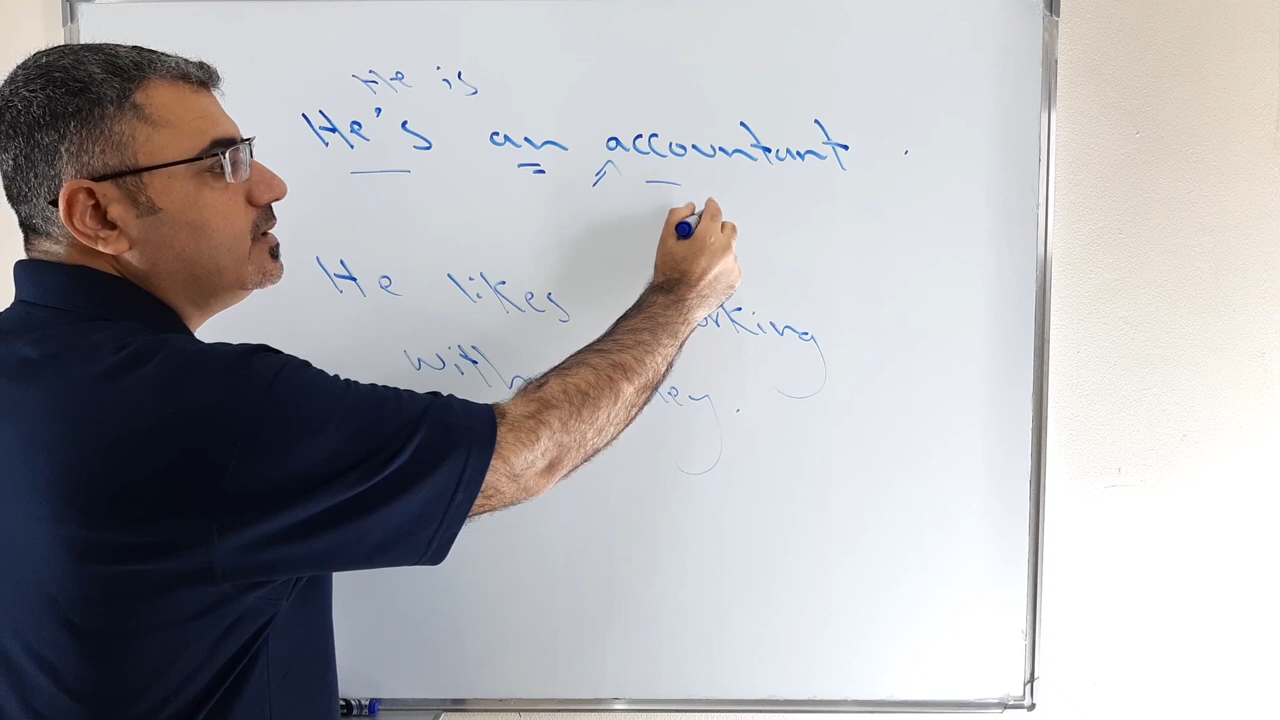 He is
He's an accountant .
He likes
with